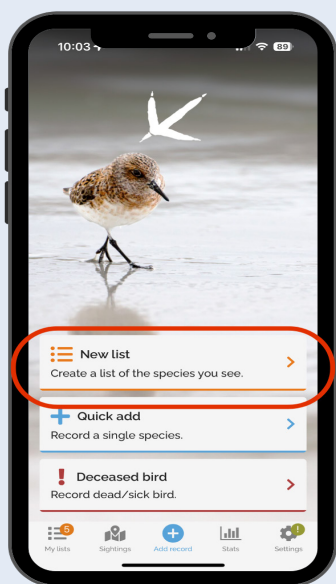 10:03
89
New list
Create a list of the species you see.
Quick add
Record a single species.
Deceased bird
Record dead/sick bird.
5
!
My lists
Sightings
Add record
Stats
Settings